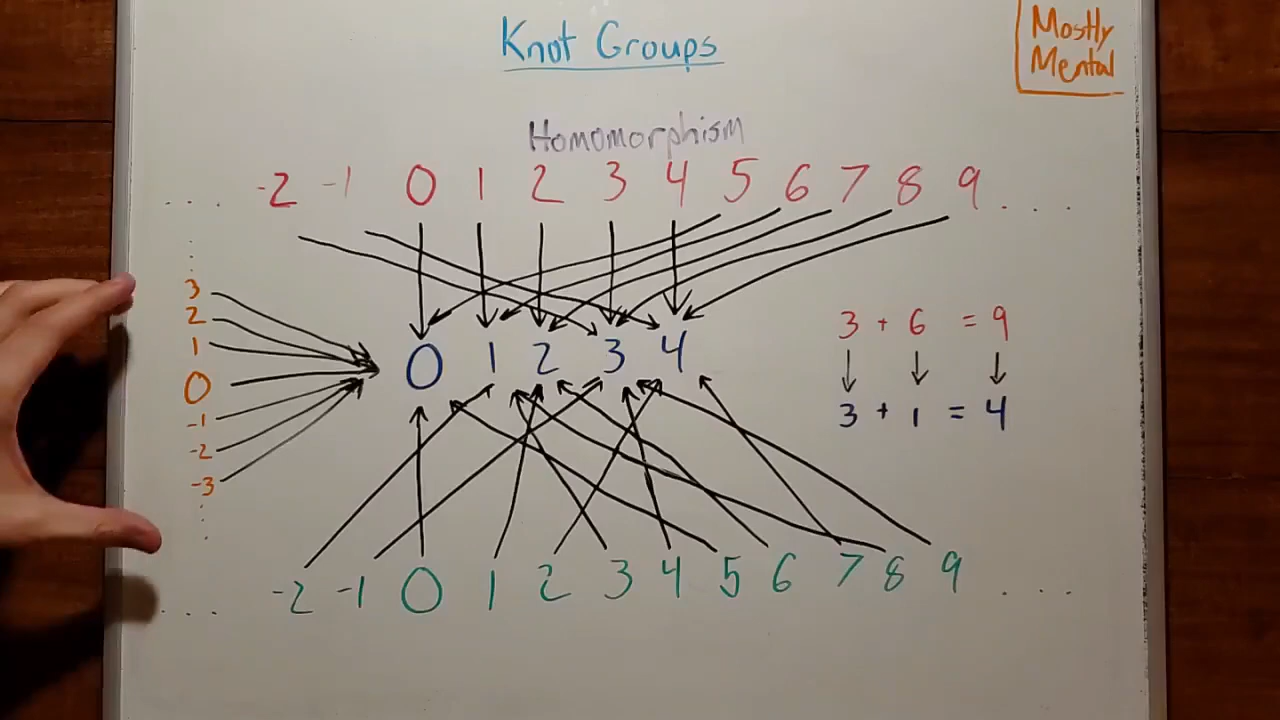 Knot Groups
Mostly
Mental
Homomorphism
. . . . -2 -1 0 1 2 3 4 5 6 7 8 9 . . . .
3
2
1
0
-1
-2
-3
0 1 2 3 4
3 + 6 = 9
3 + 1 = 4
. . . . -2 -1 0 1 2 3 4 5 6 7 8 9 . . . .